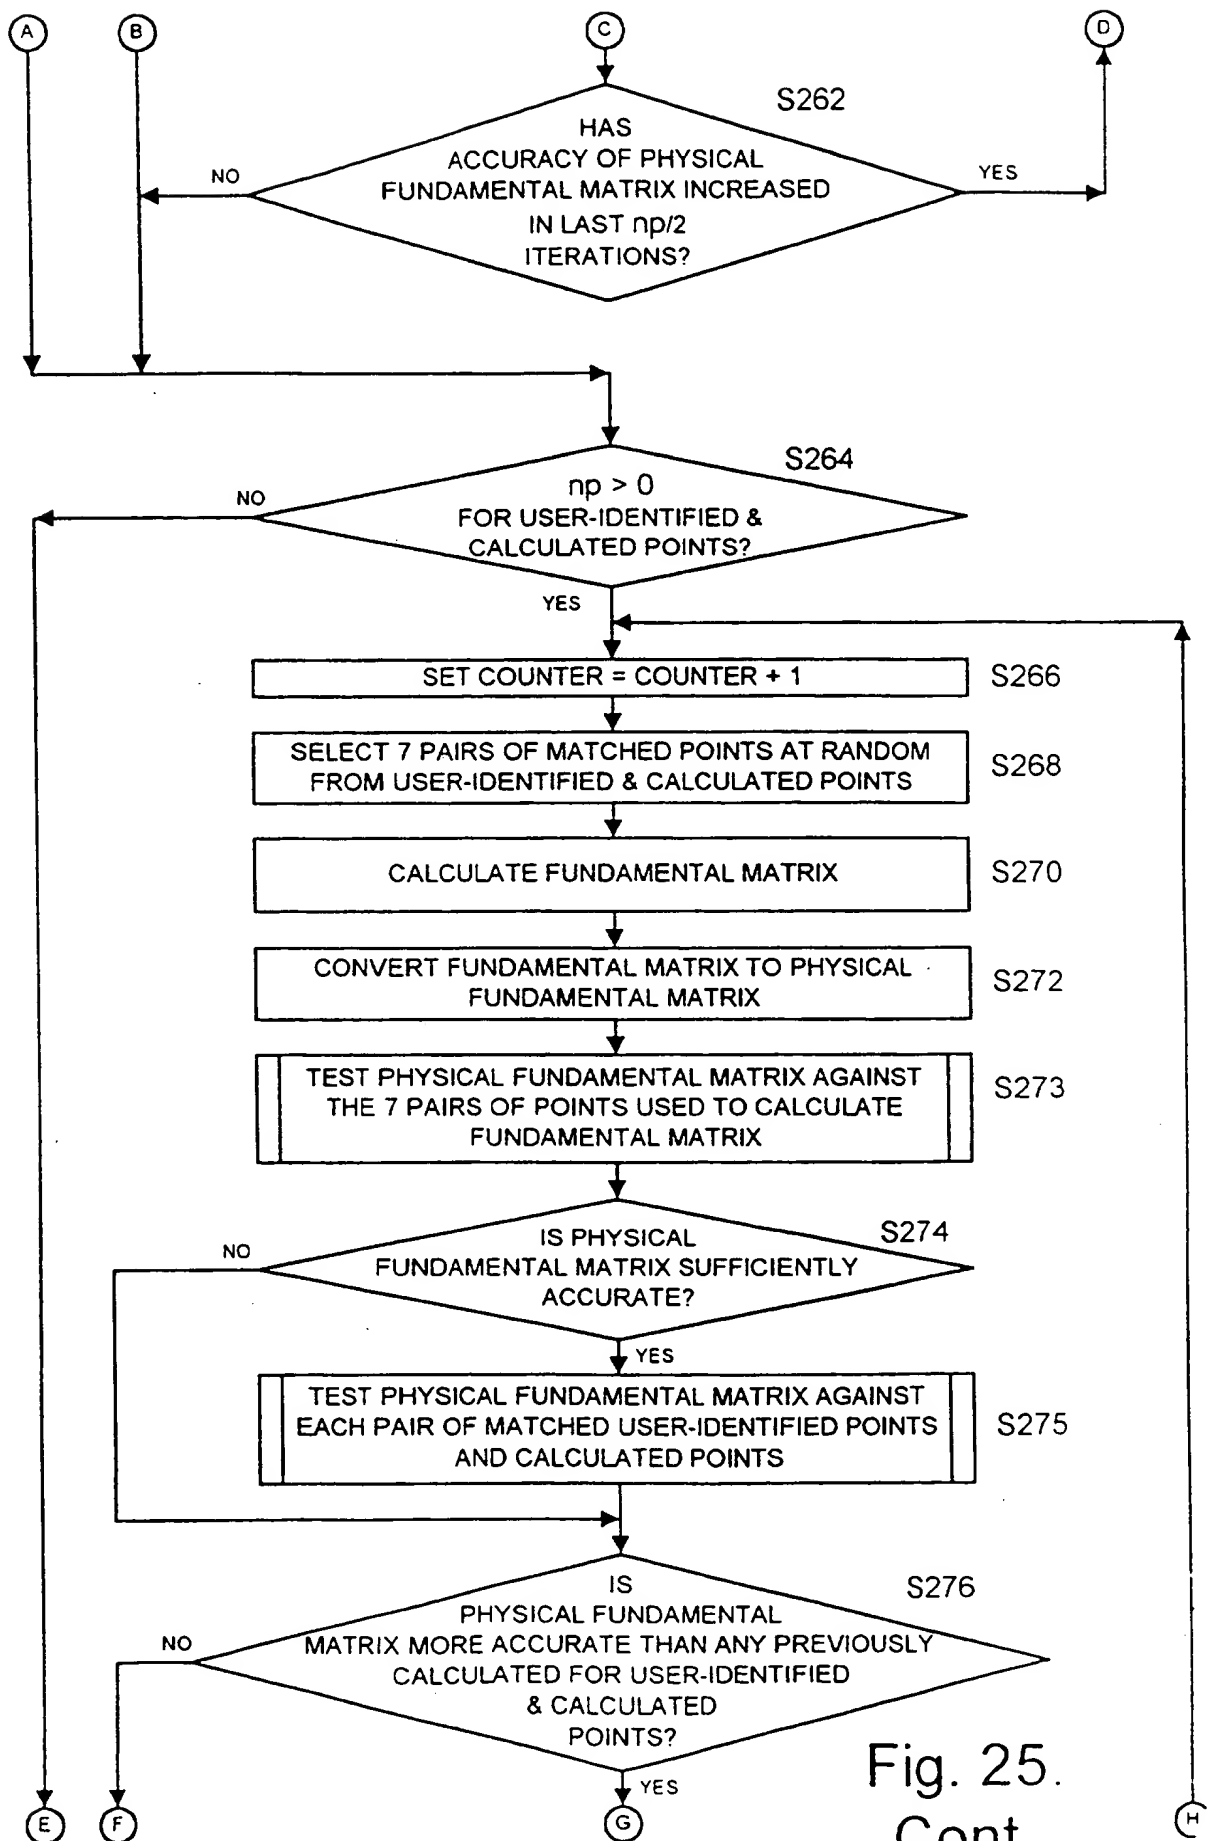 A
B
C
D
S262
HAS
ACCURACY OF PHYSICAL
FUNDAMENTAL MATRIX INCREASED
IN LAST np/2
ITERATIONS?
NO
YES
S264
np > 0
FOR USER-IDENTIFIED &
CALCULATED POINTS?
NO
YES
SET COUNTER = COUNTER + 1
S266
SELECT 7 PAIRS OF MATCHED POINTS AT RANDOM
FROM USER-IDENTIFIED & CALCULATED POINTS
S268
CALCULATE FUNDAMENTAL MATRIX
S270
CONVERT FUNDAMENTAL MATRIX TO PHYSICAL
FUNDAMENTAL MATRIX
S272
TEST PHYSICAL FUNDAMENTAL MATRIX AGAINST
THE 7 PAIRS OF POINTS USED TO CALCULATE
FUNDAMENTAL MATRIX
S273
IS PHYSICAL
FUNDAMENTAL MATRIX SUFFICIENTLY
ACCURATE?
S274
NO
YES
TEST PHYSICAL FUNDAMENTAL MATRIX AGAINST
EACH PAIR OF MATCHED USER-IDENTIFIED POINTS
AND CALCULATED POINTS
S275
IS
PHYSICAL FUNDAMENTAL
MATRIX MORE ACCURATE THAN ANY PREVIOUSLY
CALCULATED FOR USER-IDENTIFIED
& CALCULATED
POINTS?
S276
NO
YES
Fig. 25.
Cont
E
F
G
H